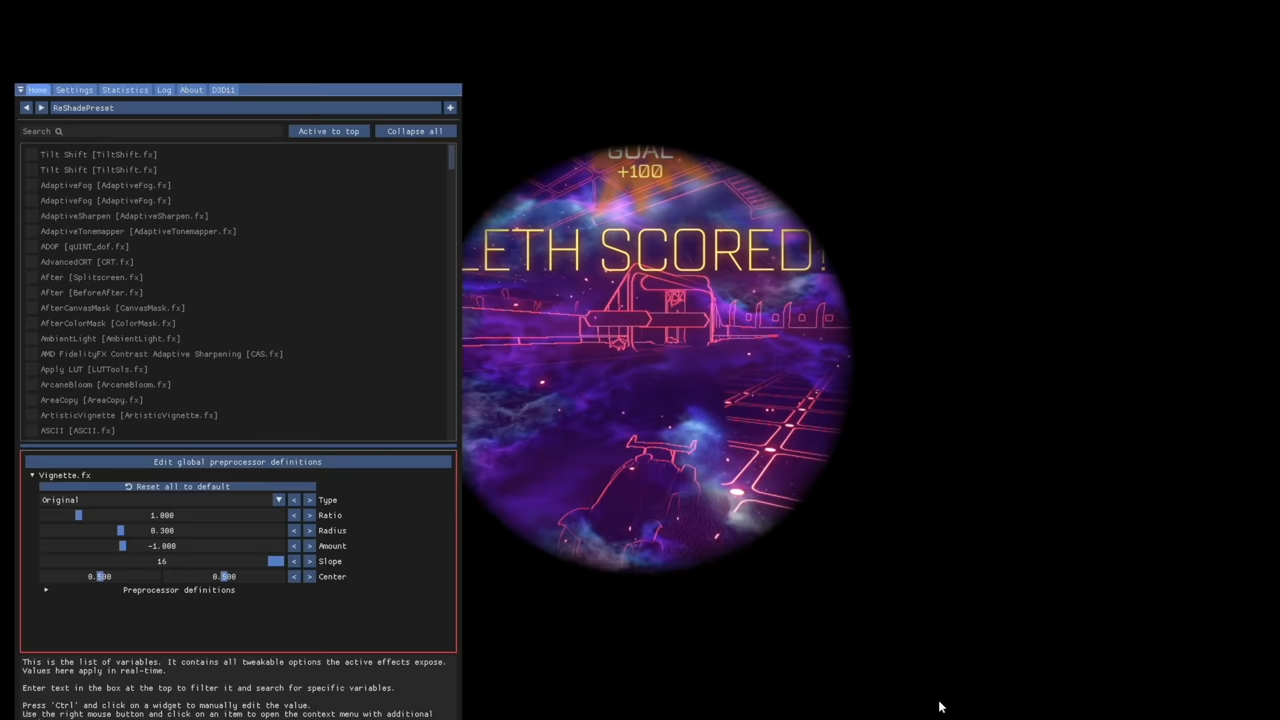 Home Settings Statistics Log About D3D11
ReShadePreset +
Search Active to top Collapse all
Tilt Shift [TiltShift.fx]
Tilt Shift [TiltShift.fx]
AdaptiveFog [AdaptiveFog.fx]
AdaptiveFog [AdaptiveFog.fx]
AdaptiveSharpen [AdaptiveSharpen.fx]
AdaptiveTonemapper [AdaptiveTonemapper.fx]
ADOF [qUINT_dof.fx]
AdvancedCRT [CRT.fx]
After [Splitscreen.fx]
After [BeforeAfter.fx]
AfterCanvasMask [CanvasMask.fx]
AfterColorMask [ColorMask.fx]
AmbientLight [AmbientLight.fx]
AMD FidelityFX Contrast Adaptive Sharpening [CAS.fx]
Apply LUT [LUTTools.fx]
ArcaneBloom [ArcaneBloom.fx]
AreaCopy [AreaCopy.fx]
ArtisticVignette [ArtisticVignette.fx]
ASCII [ASCII.fx]
Edit global preprocessor definitions
Vignette.fx
Reset all to default
Original < > Type
1.000 < > Ratio
0.300 < > Radius
-1.000 < > Amount
16 < > Slope
0.500 0.500 < > Center
Preprocessor definitions
This is the list of variables. It contains all tweakable options the active effects expose.
Values here apply in real-time.
Enter text in the box at the top to filter it and search for specific variables.
Press 'Ctrl' and click on a widget to manually edit the value.
Use the right mouse button and click on an item to open the context menu with additional
GOAL
+100
LETH SCORED!